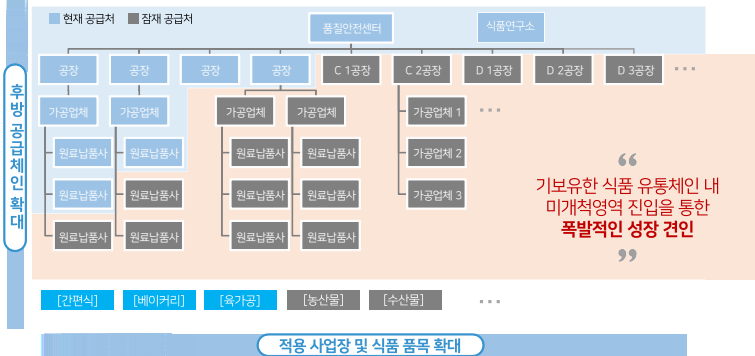 현재 공급처 잠재 공급처
품질안전센터 식품연구소
공장 공장 공장 공장 C 1공장 C 2공장 D 1공장 D 2공장 D 3공장 ...
가공업체 가공업체 가공업체 가공업체 가공업체 1 ...
원료납품사 원료납품사 원료납품사 원료납품사 가공업체 2
원료납품사 원료납품사 원료납품사 원료납품사 가공업체 3
원료납품사 원료납품사 원료납품사 원료납품사
후방 공급체인 확대
“
기보유한 식품 유통체인 내
미개척영역 진입을 통한
폭발적인 성장 견인
”
[간편식] [베이커리] [육가공] [농산물] [수산물] ...
적용 사업장 및 식품 품목 확대